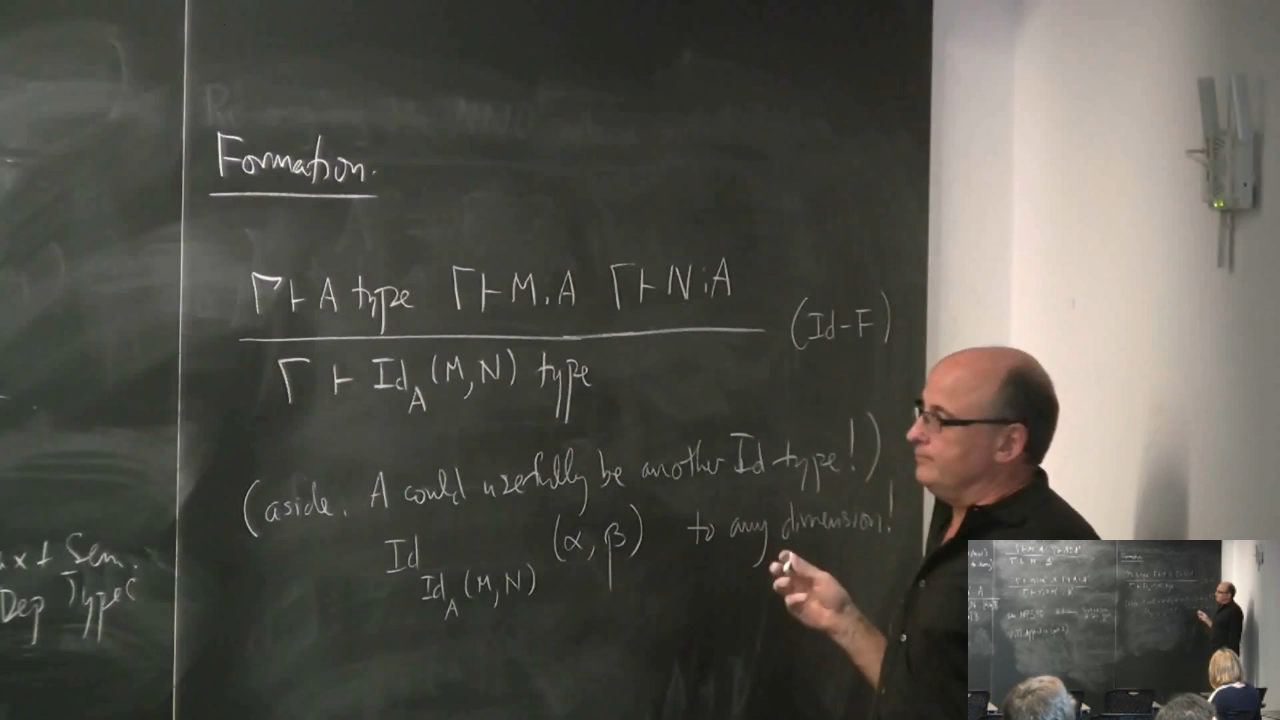 Formation.
Γ ⊢ A type Γ ⊢ M : A Γ ⊢ N : A
(Id-F)
Γ ⊢ Id_A (M, N) type
(aside. A could usefully be another Id type!)
Id_{Id_A (M, N)} (α, β) to any dimension!
Sem.
Dep Types